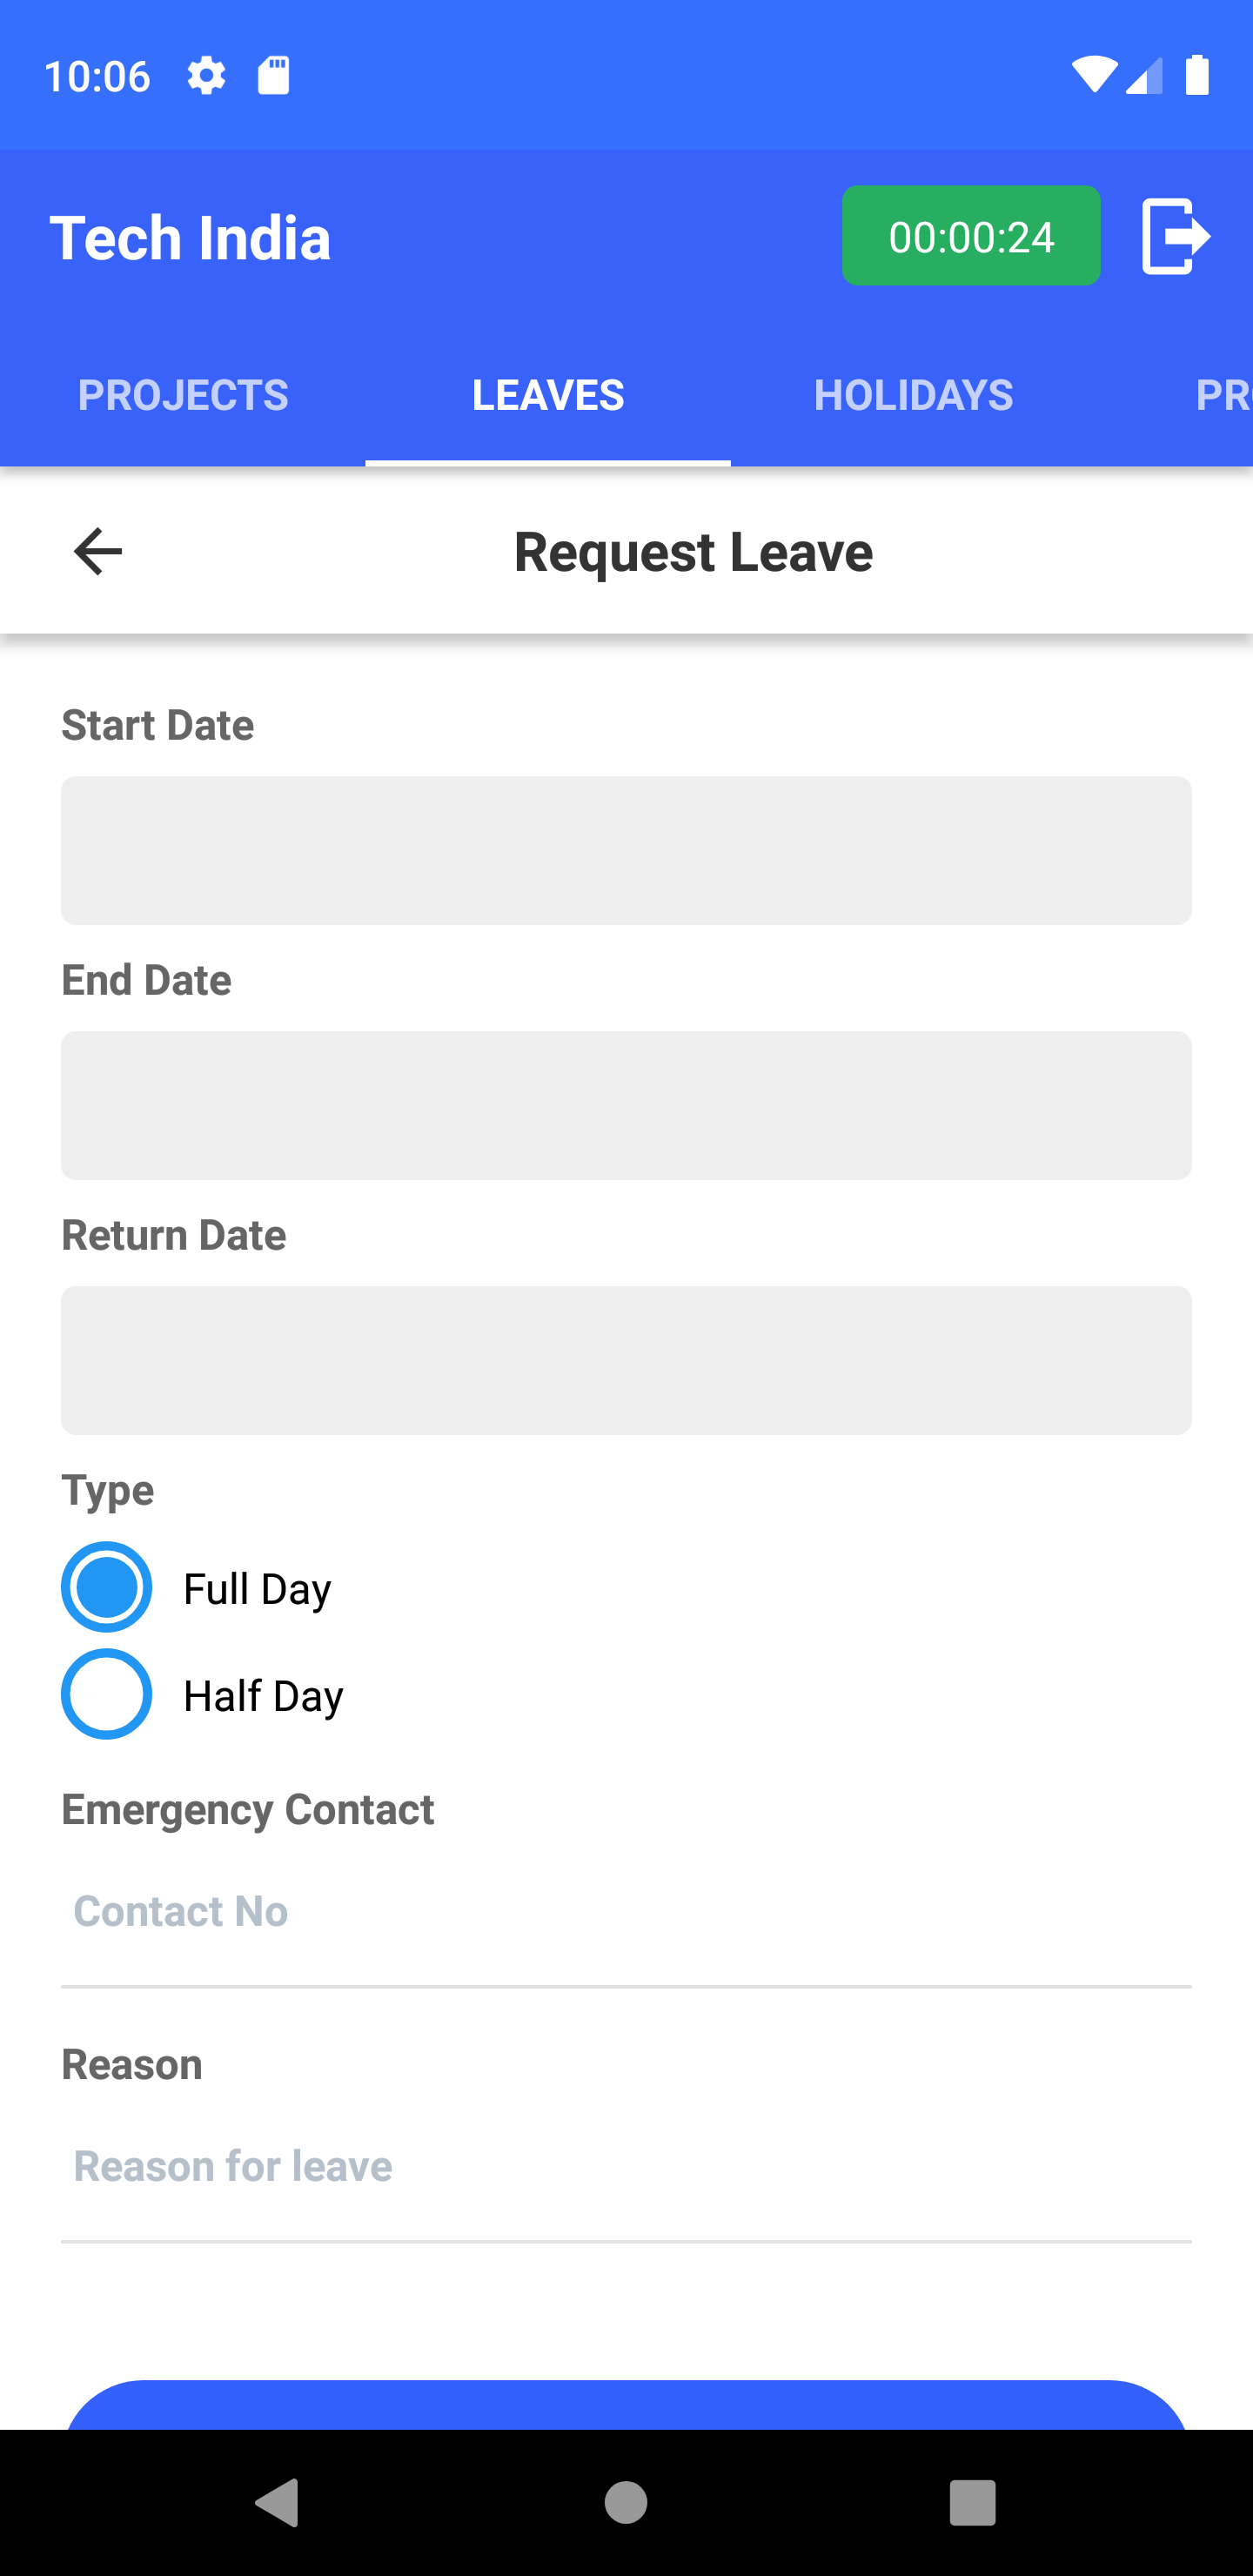 10:06
Tech India
00:00:24
PROJECTS LEAVES HOLIDAYS
Request Leave
Start Date
End Date
Return Date
Type
Full Day
Half Day
Emergency Contact
Contact No
Reason
Reason for leave